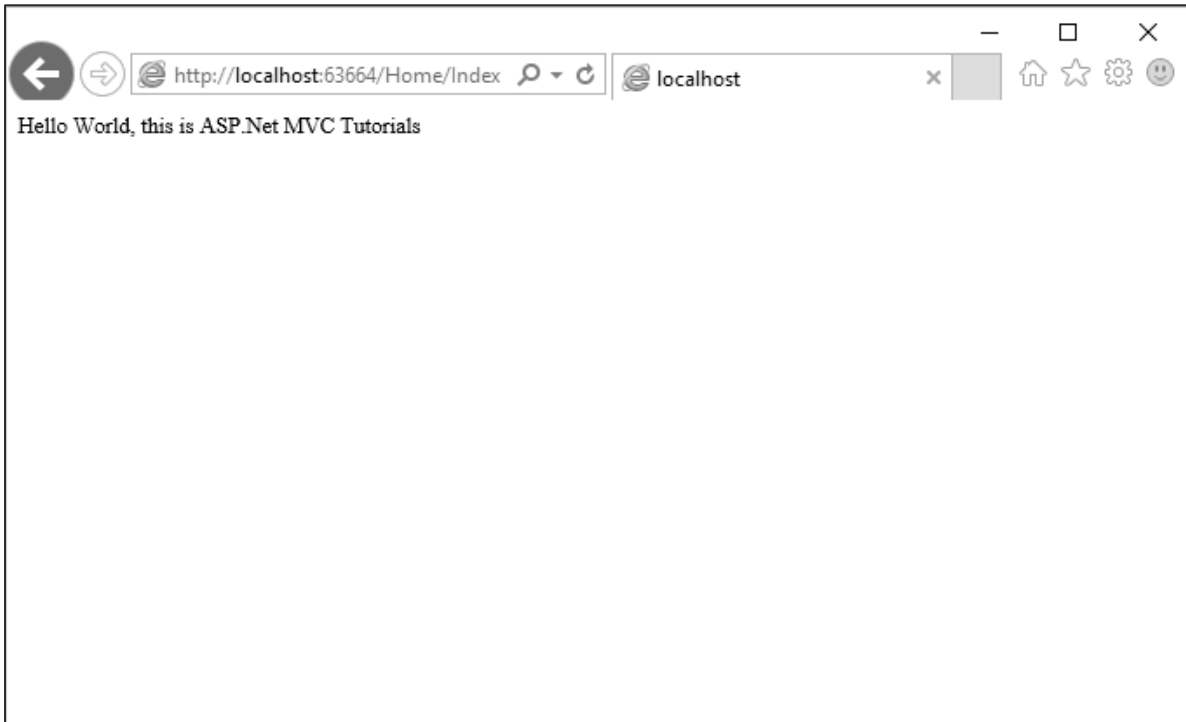 http://localhost:63664/Home/Index
localhost
Hello World, this is ASP.Net MVC Tutorials